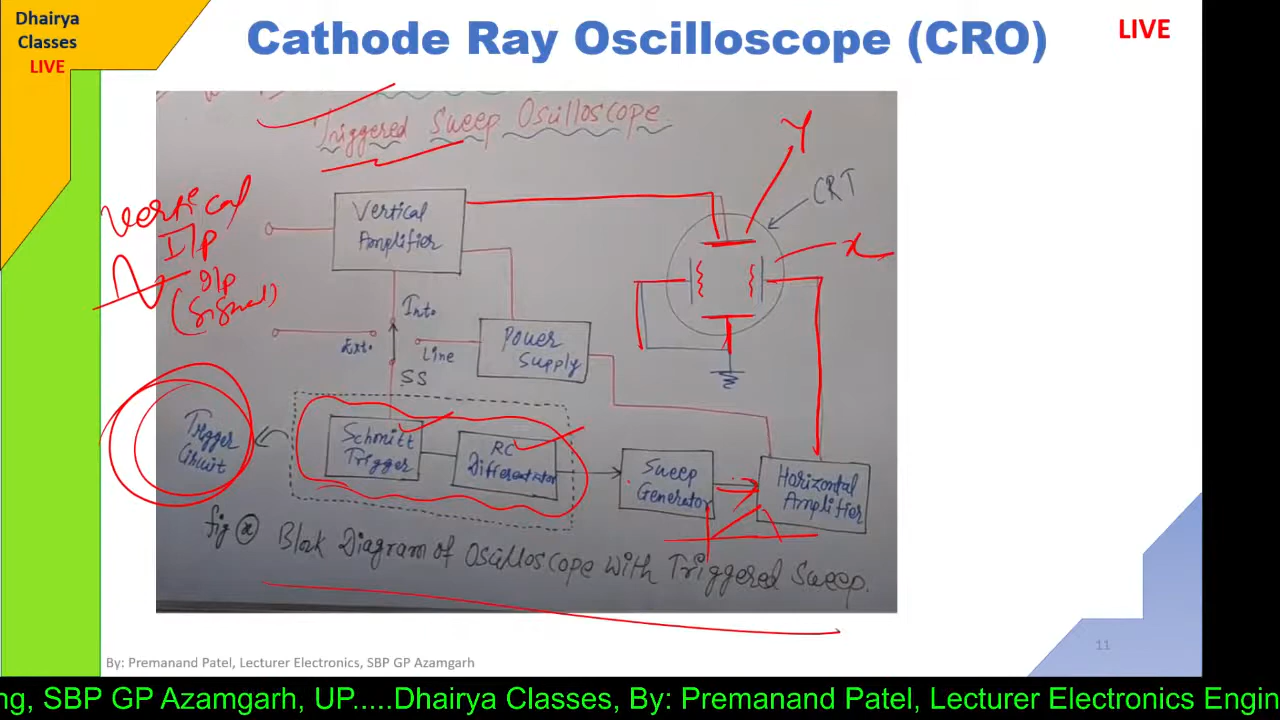 Dhairya
Classes
LIVE
Cathode Ray Oscilloscope (CRO)
LIVE
Triggered Sweep Oscilloscope
Vertical
I/p
i/p
(signal)
Vertical
Amplifier
Y
CRT
x
Int.
Ext.
Line
SS
Power
Supply
Trigger
Circuit
Schmitt
Trigger
RC
Differentiator
Sweep
Generator
Horizontal
Amplifier
fig (x) Block Diagram of Oscilloscope With Triggered Sweep.
11
By: Premanand Patel, Lecturer Electronics, SBP GP Azamgarh
ng, SBP GP Azamgarh, UP.....Dhairya Classes, By: Premanand Patel, Lecturer Electronics Engin